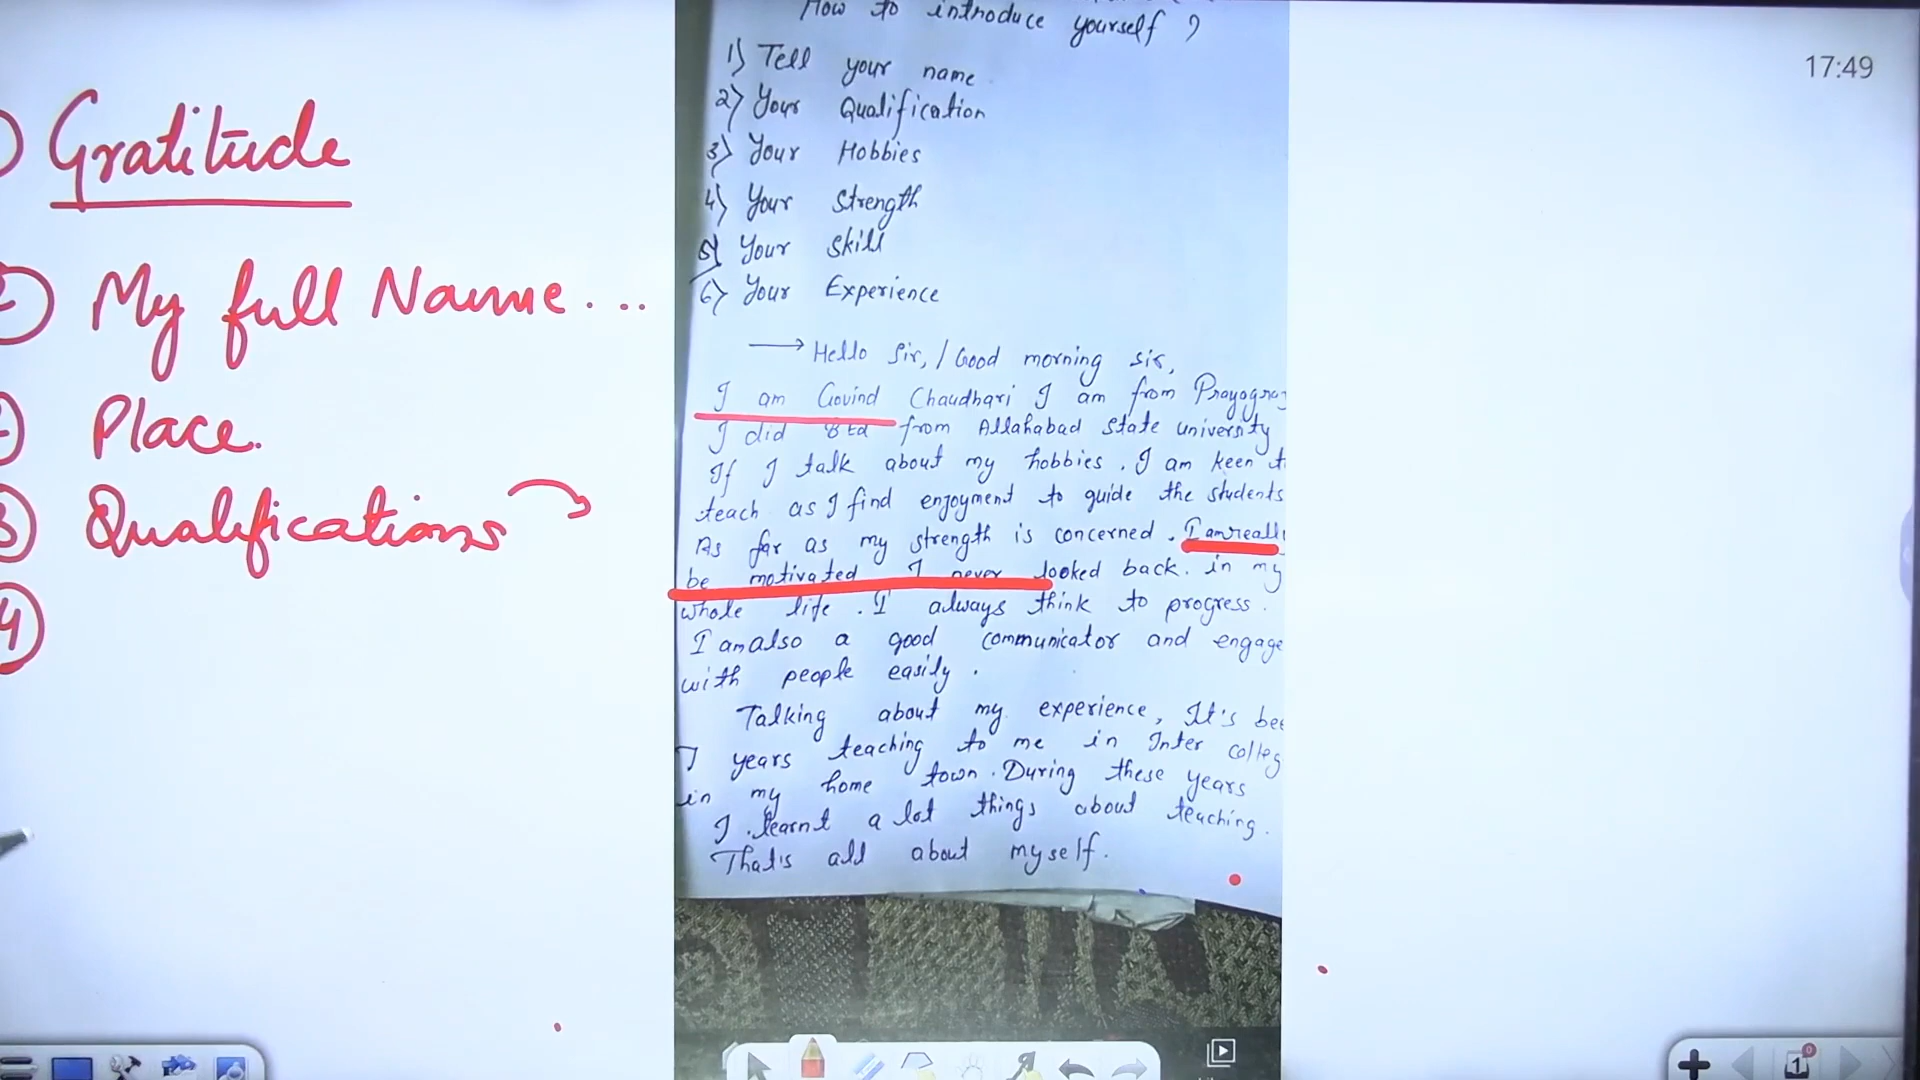 Gratitude
My full Name...
Place.
3 Qualifications
4
How to introduce yourself ?
1) Tell your name
2) Your Qualification
3) Your Hobbies
4) Your Strength
5) Your Skill
6) Your Experience
→ Hello Sir, / Good morning sir,
I am Govind Chaudhari I am from
I did Bed from Allahabad state university
If I talk about my hobbies . I am keen
teach as I find enjoyment to guide the students
As far as my strength is concerned . I am
be motivated I never looked back . in my
whole life . I always think to progress .
I am also a good communicator and engage
with people easily .
Talking about my experience, It's
years teaching to me in Inter
in my home town . During these years
I learnt a lot things about teaching .
That's all about myself .
17:49
1
0